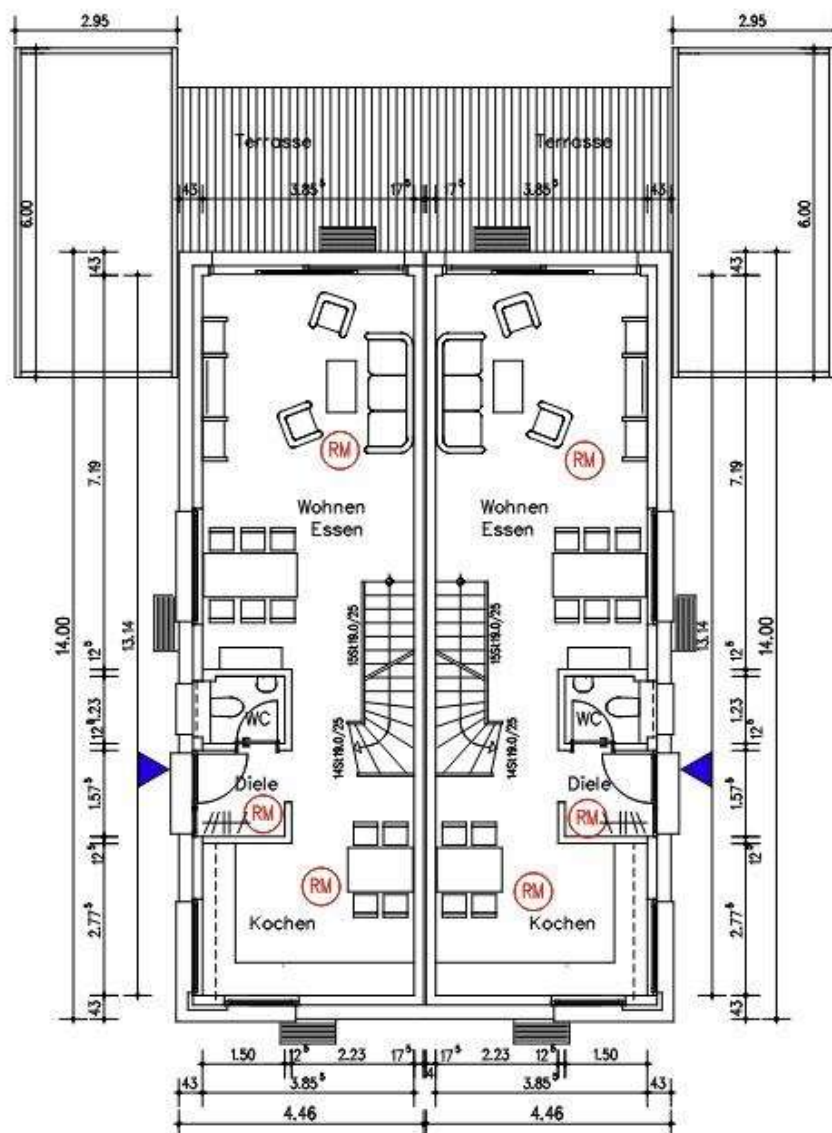 2.95
2.95
Terrasse
Terrasse
43
3.85⁵
17⁵
17⁵
3.85⁵
43
6.00
6.00
43
43
RM
RM
7.19
7.19
Wohnen
Essen
Wohnen
Essen
14.00
13.14
13.14
14.00
15St19.0/25
15St19.0/25
12⁵
12⁵
1.23
WC
WC
1.23
12⁵
12⁵
14St19.0/25
14St19.0/25
Diele
Diele
1.57⁵
1.57⁵
RM
RM
12⁵
12⁵
RM
RM
2.77⁵
2.77⁵
Kochen
Kochen
43
43
1.50
12⁵
2.23
17⁵
17⁵
2.23
12⁵
1.50
4
43
3.85⁵
3.85⁵
43
4.46
4.46